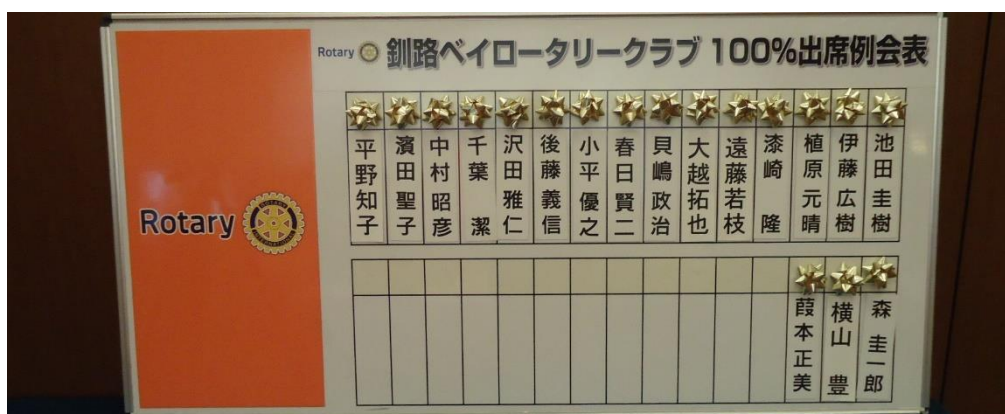 Rotary 釧路ベイロータリークラブ 100%出席例会表
Rotary
池田圭樹
伊藤広樹
植原元晴
漆崎 隆
遠藤若枝
大越拓也
貝嶋政治
春日賢二
小平優之
後藤義信
沢田雅仁
千葉 潔
中村昭彦
濱田聖子
平野知子
森 圭一郎
横山 豊
葭本正美